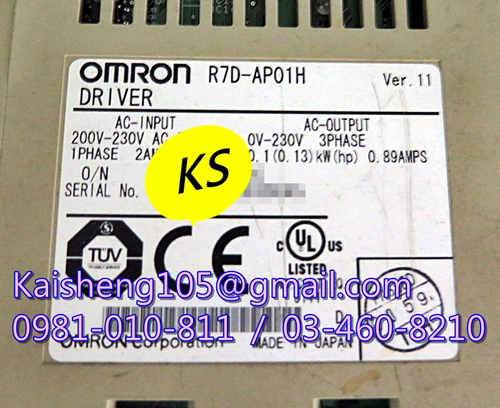 OMRON R7D-AP01H Ver.11
DRIVER
AC-INPUT AC-OUTPUT
200V-230V AC 0V-230V 3PHASE
1PHASE 0.1(0.13)kW(hp) 0.89AMPS
O/N
SERIAL No.
KS
TÜV
CE
c UL US
LISTED
Kaisheng105@gmail.com
0981-010-811 / 03-460-8210
OMRON Corporation MADE IN JAPAN